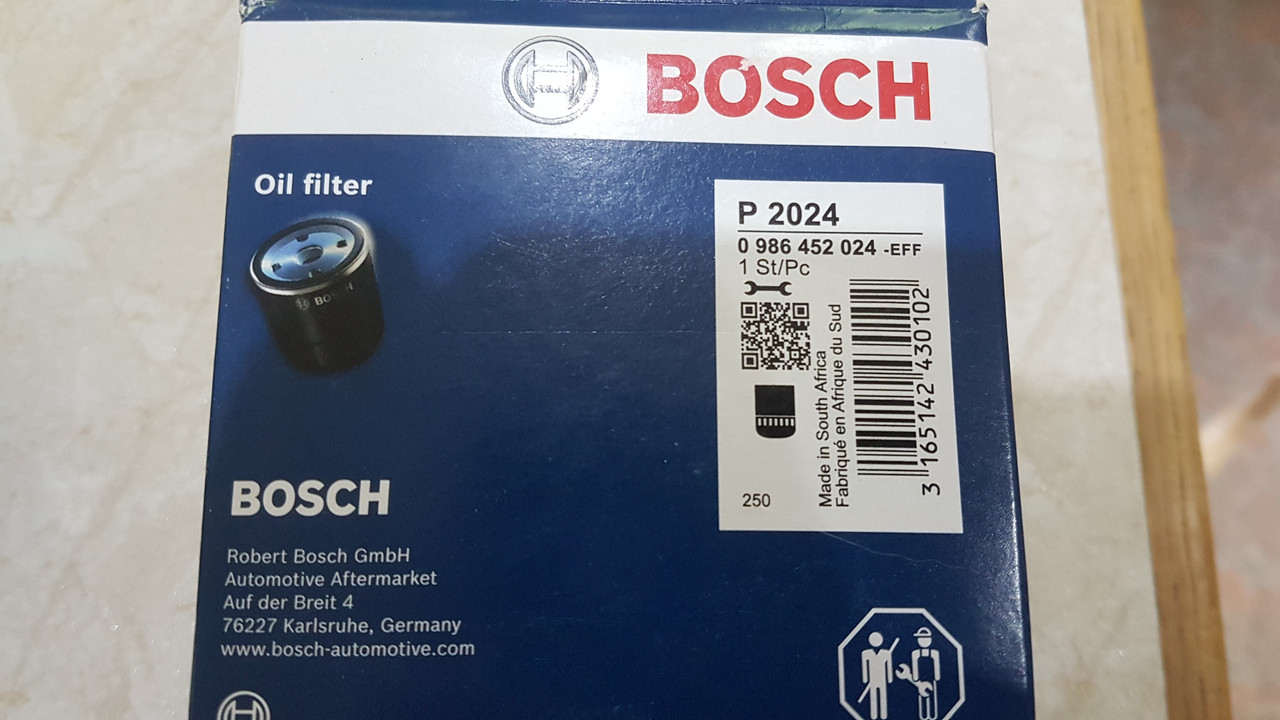 BOSCH
Oil filter
BOSCH
P 2024
0 986 452 024 -EFF
1 St/Pc
Made in South Africa
Fabriqué en Afrique du Sud
3 165142 430102
250
BOSCH
Robert Bosch GmbH
Automotive Aftermarket
Auf der Breit 4
76227 Karlsruhe, Germany
www.bosch-automotive.com